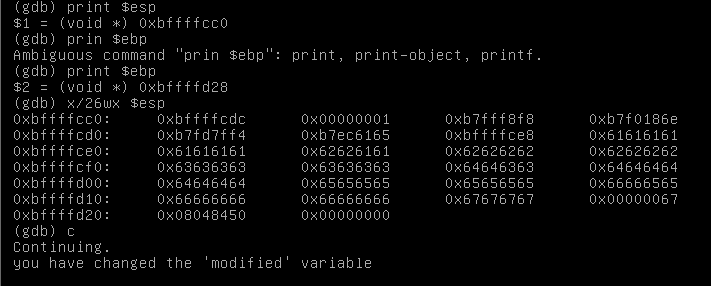 (gdb) print $esp
$1 = (void *) 0xbffffcc0
(gdb) prin $ebp
Ambiguous command "prin $ebp": print, print-object, printf.
(gdb) print $ebp
$2 = (void *) 0xbffffd28
(gdb) x/26wx $esp
0xbffffcc0: 0xbffffcdc 0x00000001 0xb7fff8f8 0xb7f0186e
0xbffffcd0: 0xb7fd7ff4 0xb7ec6165 0xbffffce8 0x61616161
0xbffffce0: 0x61616161 0x62626161 0x62626262 0x62626262
0xbffffcf0: 0x63636363 0x63636363 0x64646363 0x64646464
0xbffffd00: 0x64646464 0x65656565 0x65656565 0x66666565
0xbffffd10: 0x66666666 0x66666666 0x67676767 0x00000067
0xbffffd20: 0x08048450 0x00000000
(gdb) c
Continuing.
you have changed the 'modified' variable